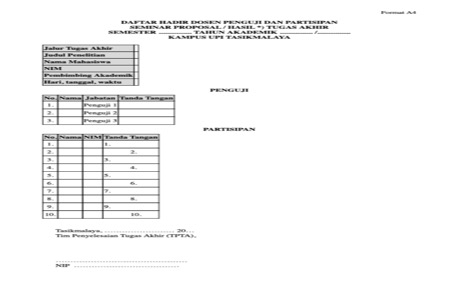 Format A4
DAFTAR HADIR DOSEN PENGUJI DAN PARTISIPAN
SEMINAR PROPOSAL / HASIL *) TUGAS AKHIR
SEMESTER ............. TAHUN AKADEMIK ............. /.............
KAMPUS UPI TASIKMALAYA
Jalur Tugas Akhir
Judul Penelitian
Nama Mahasiswa
NIM
Pembimbing Akademik
Hari, tanggal, waktu
PENGUJI
No. Nama Jabatan Tanda Tangan
1. Penguji 1
2. Penguji 2
3. Penguji 3
PARTISIPAN
No. Nama NIM Tanda Tangan
1. 1.
2. 2.
3. 3.
4. 4.
5. 5.
6. 6.
7. 7.
8. 8.
9. 9.
10. 10.
Tasikmalaya, .......................... 20....
Tim Penyelesaian Tugas Akhir (TPTA),
................................................
NIP ..........................................